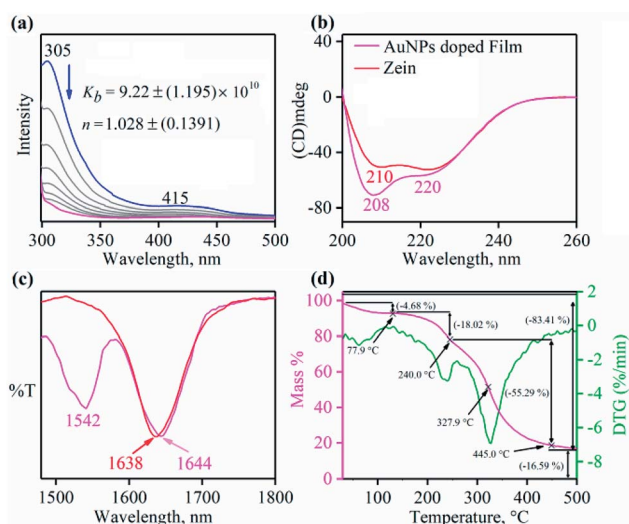 (a)
305
K_b = 9.22 ± (1.195) × 10^10
n = 1.028 ± (0.1391)
415
Intensity
300 350 400 450 500
Wavelength, nm
(b)
AuNPs doped Film
Zein
0
-40
-80
(CD)mdeg
210
220
208
200 220 240 260
Wavelength, nm
(c)
%T
1542
1638 1644
1500 1600 1700 1800
Wavelength, nm
(d)
100
80
60
40
20
0
Mass %
(-4.68 %)
(-18.02 %)
(-83.41 %)
77.9 °C
240.0 °C
(-55.29 %)
327.9 °C
445.0 °C
(-16.59 %)
2
0
-2
-4
-6
-8
DTG (%/min)
100 200 300 400 500
Temperature, °C